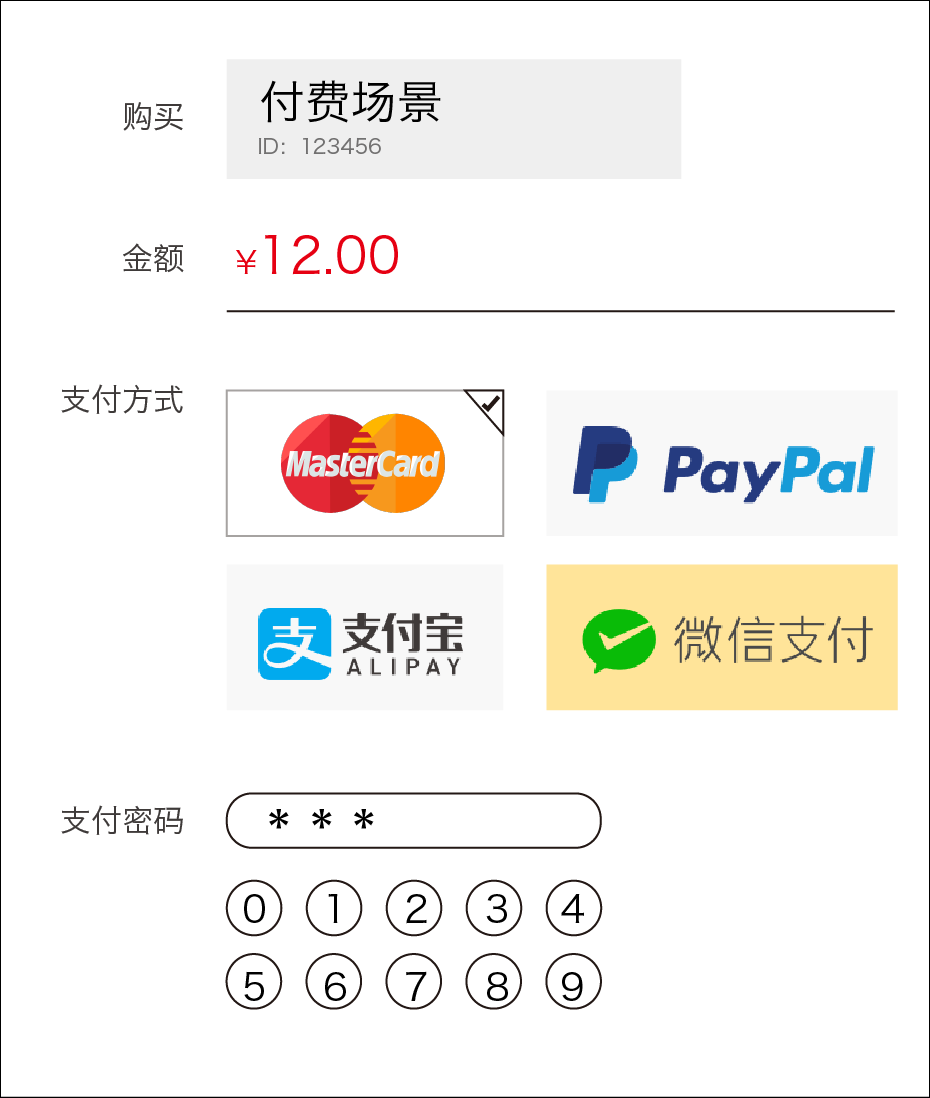 购买
付费场景
ID：123456
金额
¥12.00
支付方式
MasterCard
PayPal
支
支付宝
ALIPAY
微信支付
支付密码
* * *
0 1 2 3 4
5 6 7 8 9